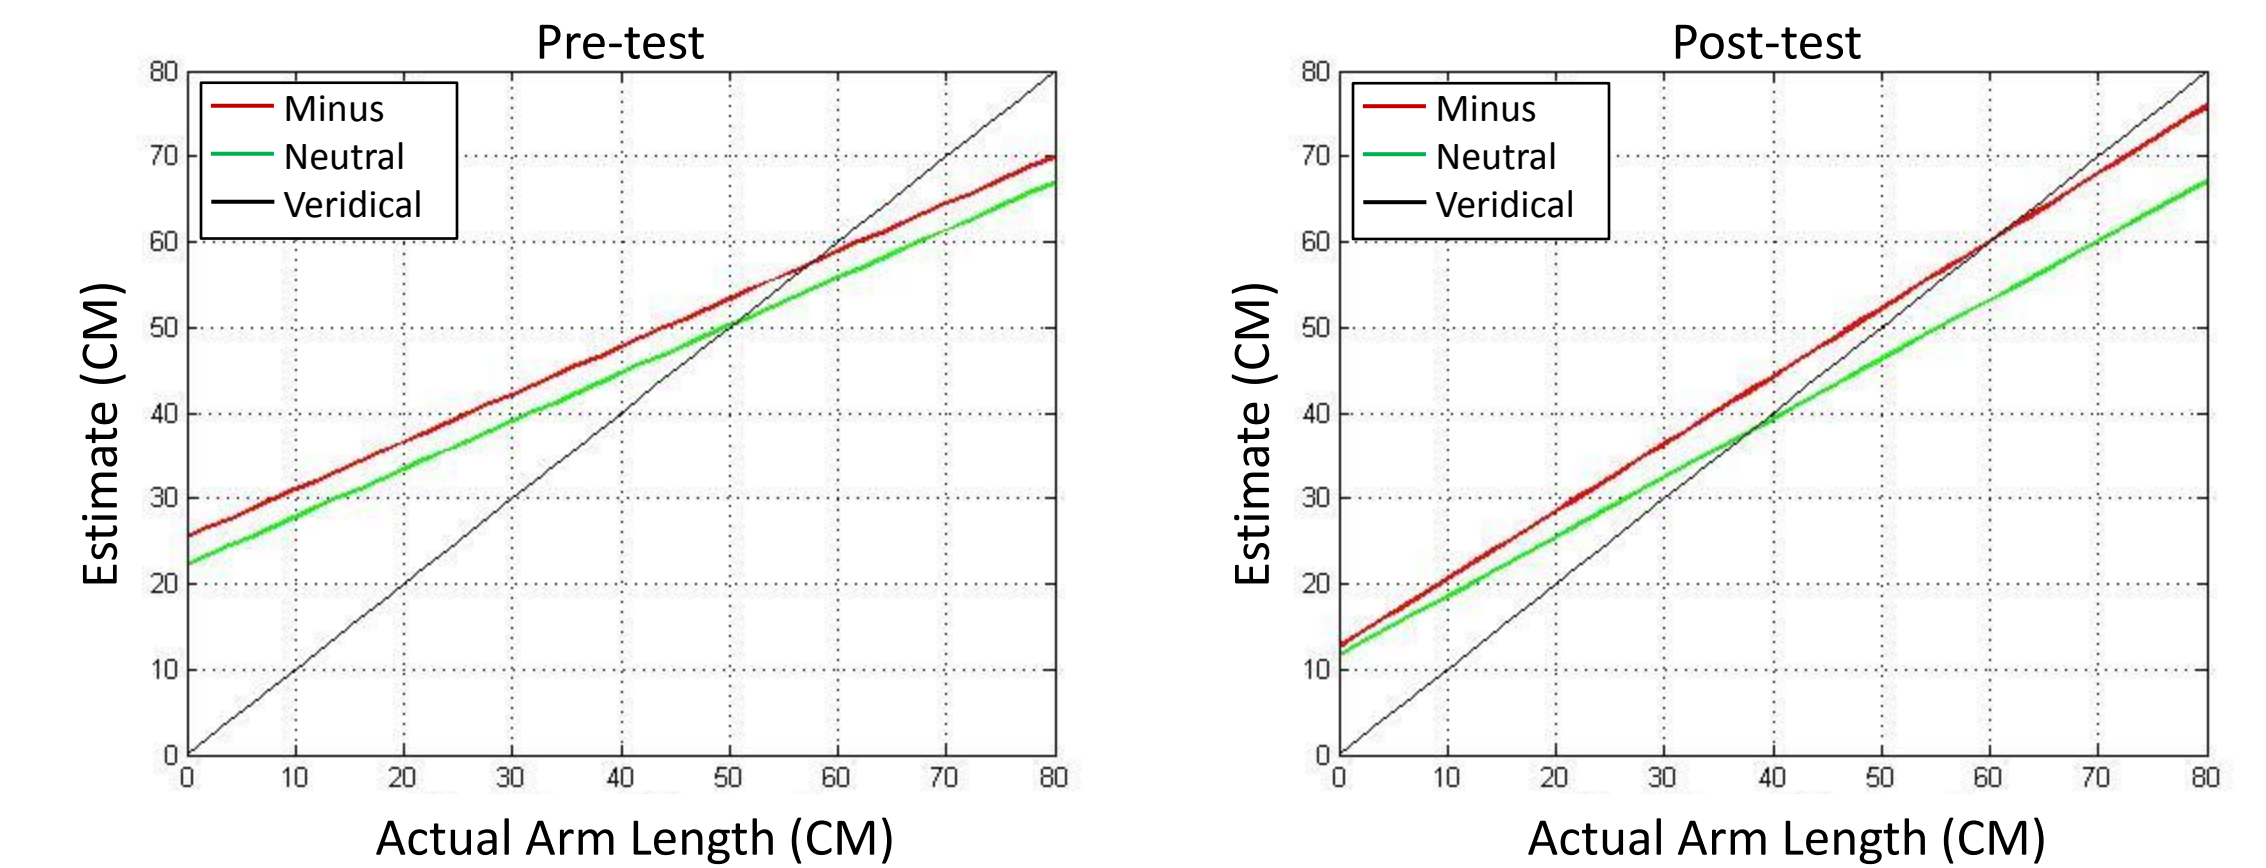 Pre-test
80
70
60
50
40
30
20
10
0
Minus
Neutral
Veridical
Estimate (CM)
0 10 20 30 40 50 60 70 80
Actual Arm Length (CM)
Post-test
80
70
60
50
40
30
20
10
0
Minus
Neutral
Veridical
Estimate (CM)
0 10 20 30 40 50 60 70 80
Actual Arm Length (CM)